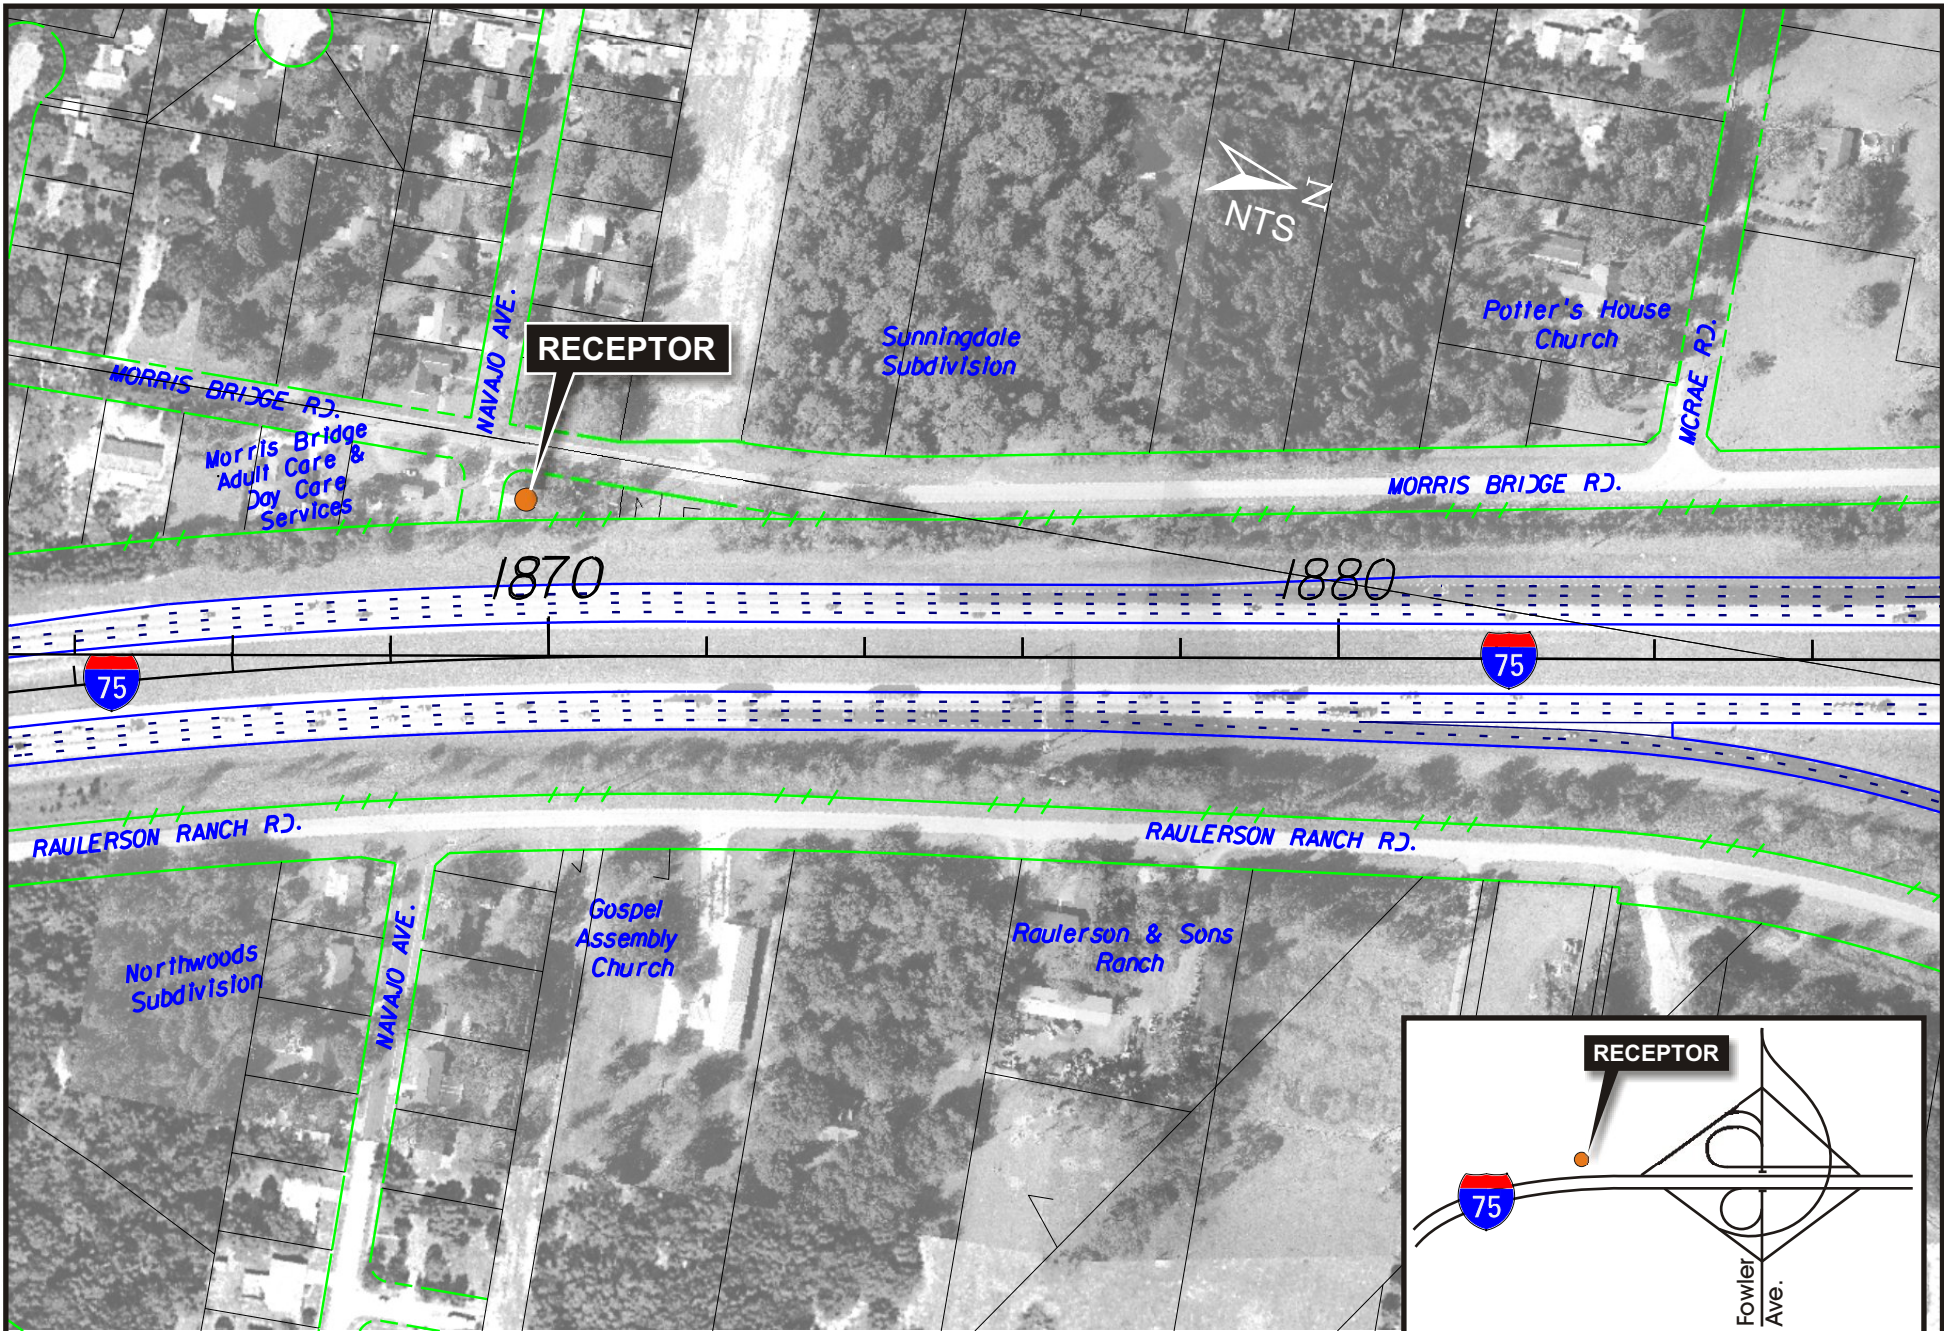 N
NTS
NAVAJO AVE.
RECEPTOR
Sunningdale
Subdivision
Potter's House
Church
MCRAE RD.
MORRIS BRIDGE RD.
Morris Bridge
Adult Care &
Day Care
Services
MORRIS BRIDGE RD.
1870
1880
75
75
RAULERSON RANCH RD.
RAULERSON RANCH RD.
NAVAJO AVE.
Northwoods
Subdivision
Gospel
Assembly
Church
Raulerson & Sons
Ranch
RECEPTOR
75
Fowler
Ave.